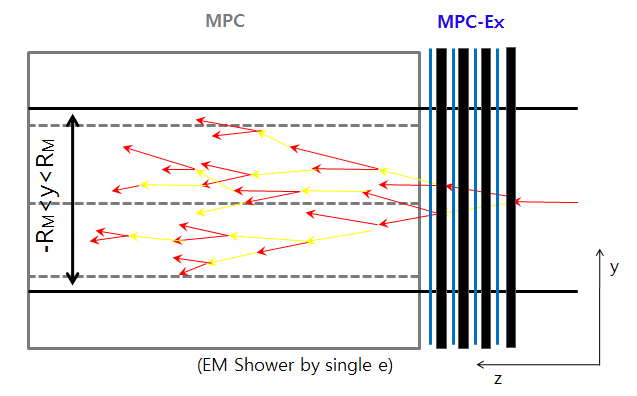 MPC
MPC-Ex
-RM<y<RM
(EM Shower by single e)
y
z